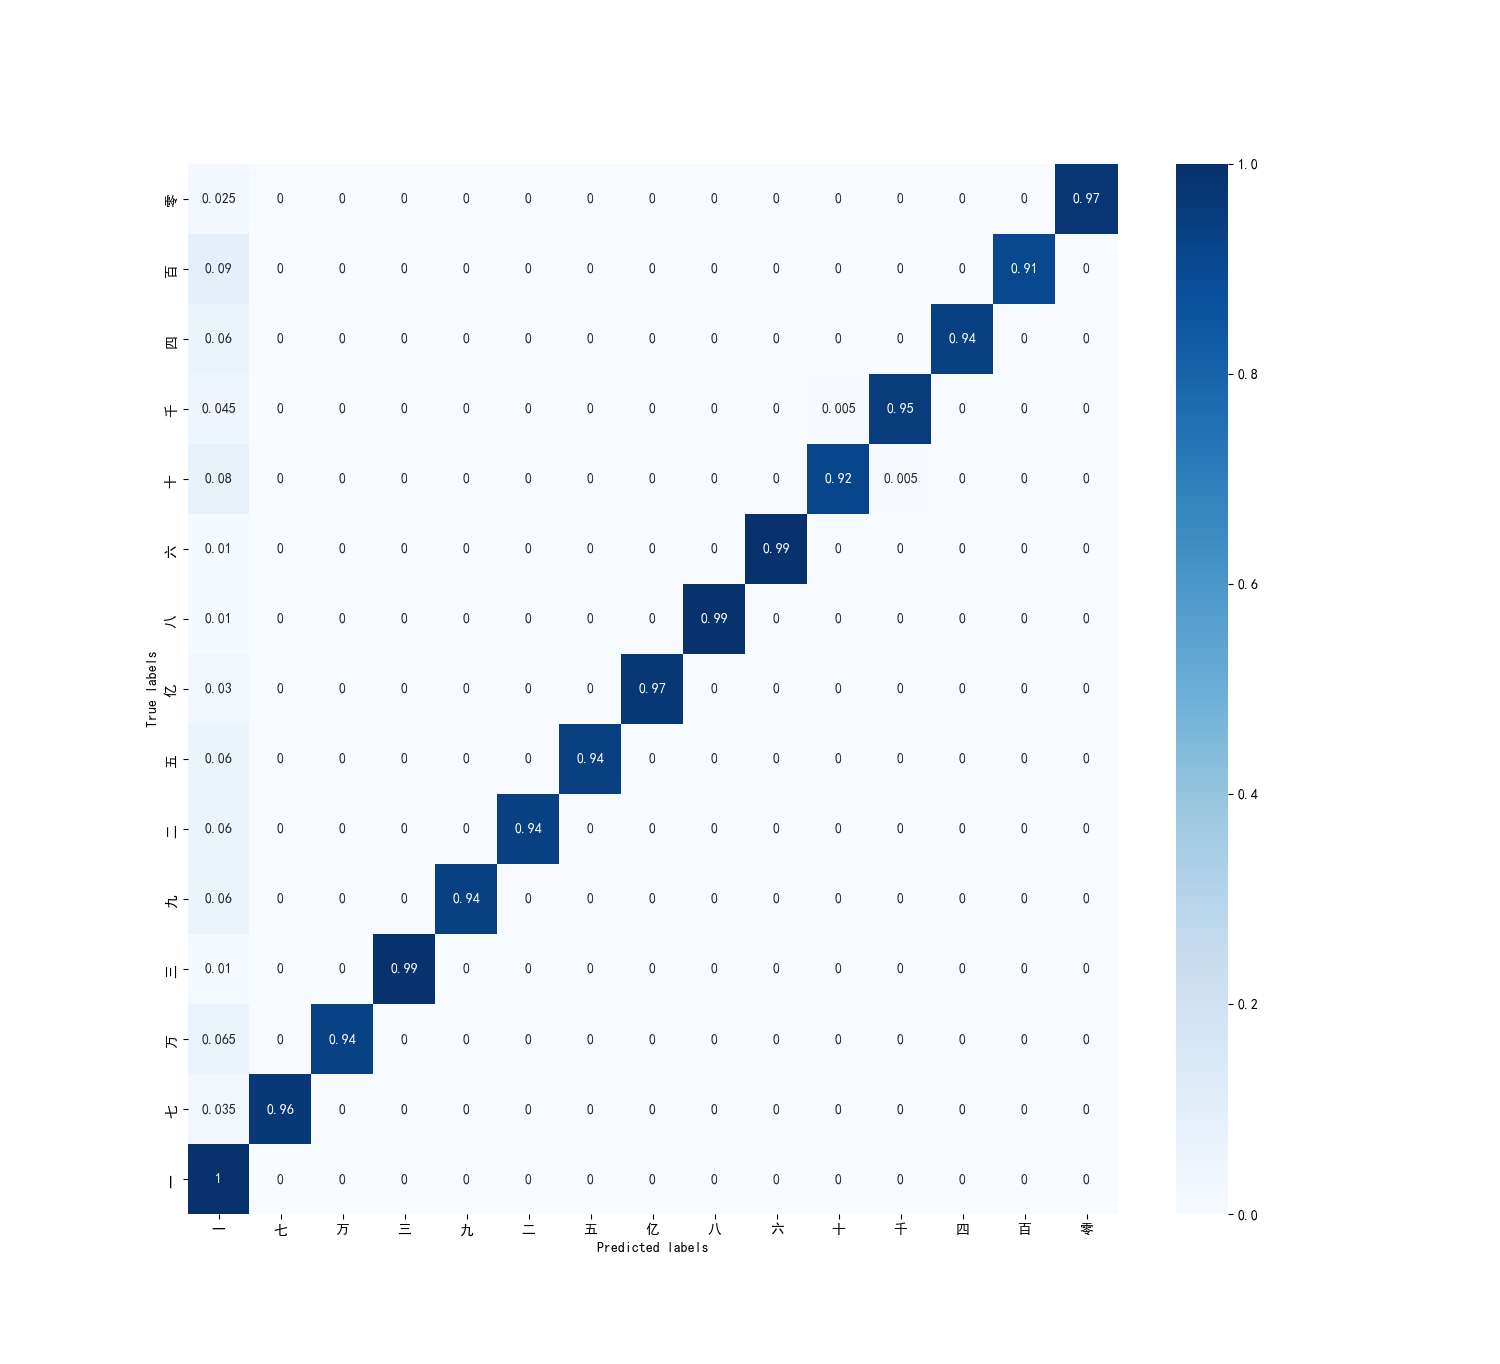 零 0.025 0 0 0 0 0 0 0 0 0 0 0 0 0 0.97
百 0.09 0 0 0 0 0 0 0 0 0 0 0 0 0.91 0
四 0.06 0 0 0 0 0 0 0 0 0 0 0 0.94 0 0
千 0.045 0 0 0 0 0 0 0 0 0 0.005 0.95 0 0 0
十 0.08 0 0 0 0 0 0 0 0 0 0.92 0.005 0 0 0
六 0.01 0 0 0 0 0 0 0 0 0.99 0 0 0 0 0
八 0.01 0 0 0 0 0 0 0 0.99 0 0 0 0 0 0
亿 0.03 0 0 0 0 0 0 0.97 0 0 0 0 0 0 0
五 0.06 0 0 0 0 0 0.94 0 0 0 0 0 0 0 0
二 0.06 0 0 0 0 0.94 0 0 0 0 0 0 0 0 0
九 0.06 0 0 0 0.94 0 0 0 0 0 0 0 0 0 0
三 0.01 0 0 0.99 0 0 0 0 0 0 0 0 0 0 0
万 0.065 0 0.94 0 0 0 0 0 0 0 0 0 0 0 0
七 0.035 0.96 0 0 0 0 0 0 0 0 0 0 0 0 0
一 1 0 0 0 0 0 0 0 0 0 0 0 0 0 0
一 七 万 三 九 二 五 亿 八 六 十 千 四 百 零
Predicted labels
True labels
1.0
0.8
0.6
0.4
0.2
0.0